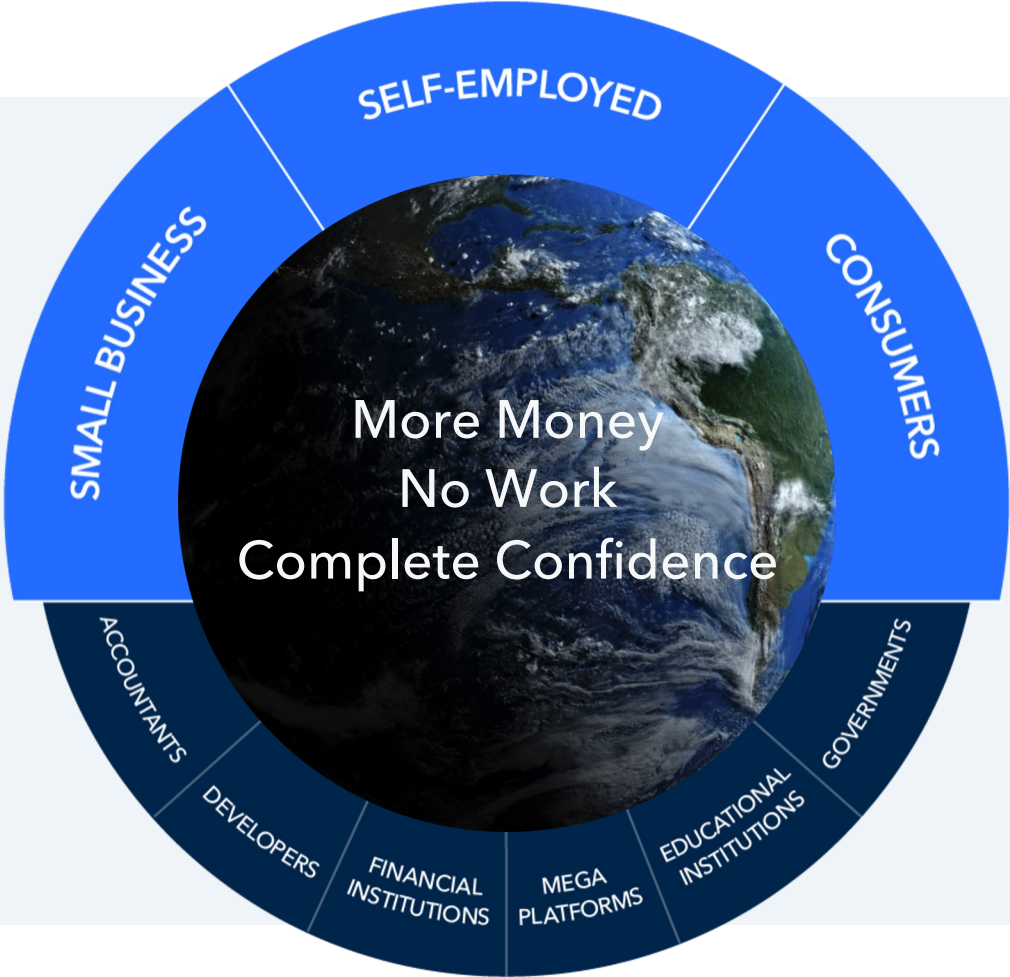 SELF-EMPLOYED
SMALL BUSINESS
CONSUMERS
More Money
No Work
Complete Confidence
ACCOUNTANTS
DEVELOPERS
FINANCIAL
INSTITUTIONS
MEGA
PLATFORMS
EDUCATIONAL
INSTITUTIONS
GOVERNMENTS